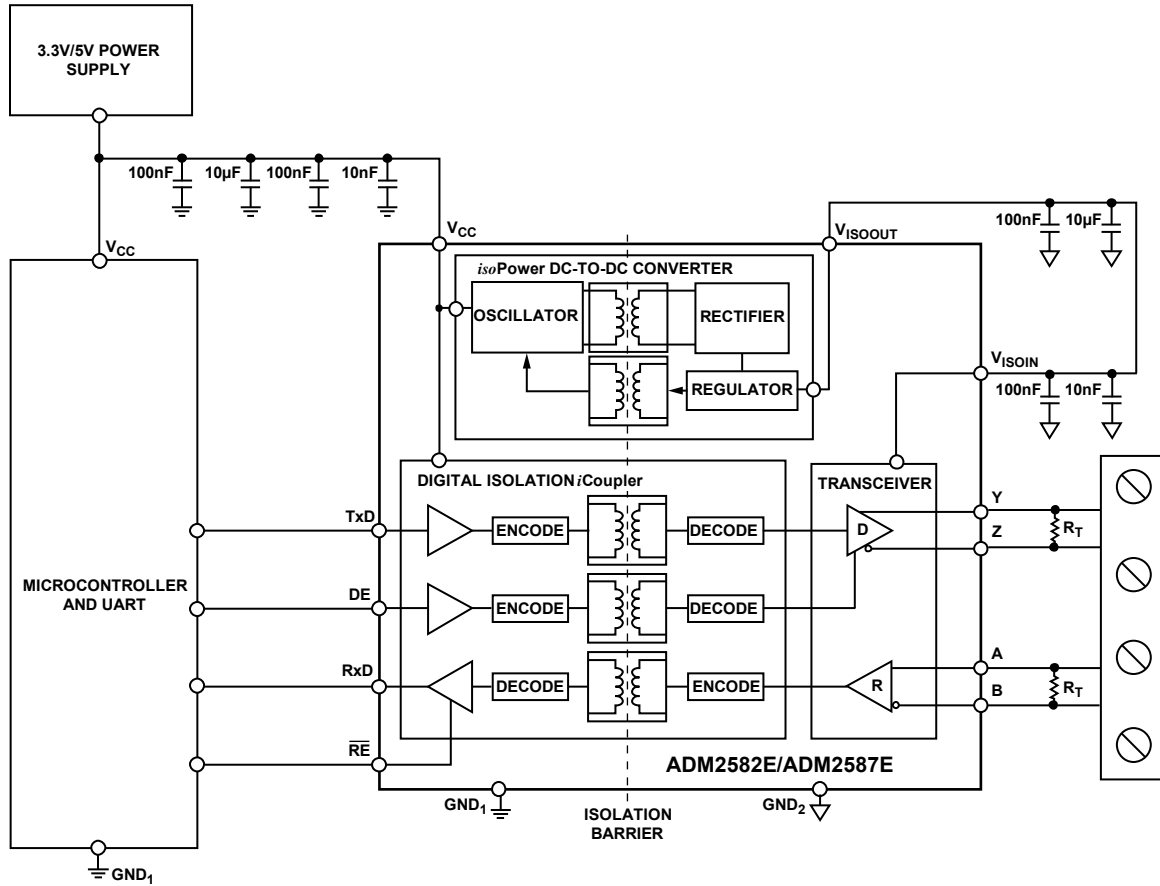 3.3V/5V POWER
SUPPLY
100nF
10µF
100nF
10nF
VCC
VCC
VISOOUT
100nF
10µF
isoPower DC-TO-DC CONVERTER
OSCILLATOR
RECTIFIER
REGULATOR
VISOIN
100nF
10nF
DIGITAL ISOLATION iCoupler
TRANSCEIVER
TxD
ENCODE
DECODE
D
Y
Z
RT
MICROCONTROLLER
AND UART
DE
ENCODE
DECODE
RxD
DECODE
ENCODE
R
A
B
RT
RE
ADM2582E/ADM2587E
GND1
ISOLATION
BARRIER
GND2
GND1